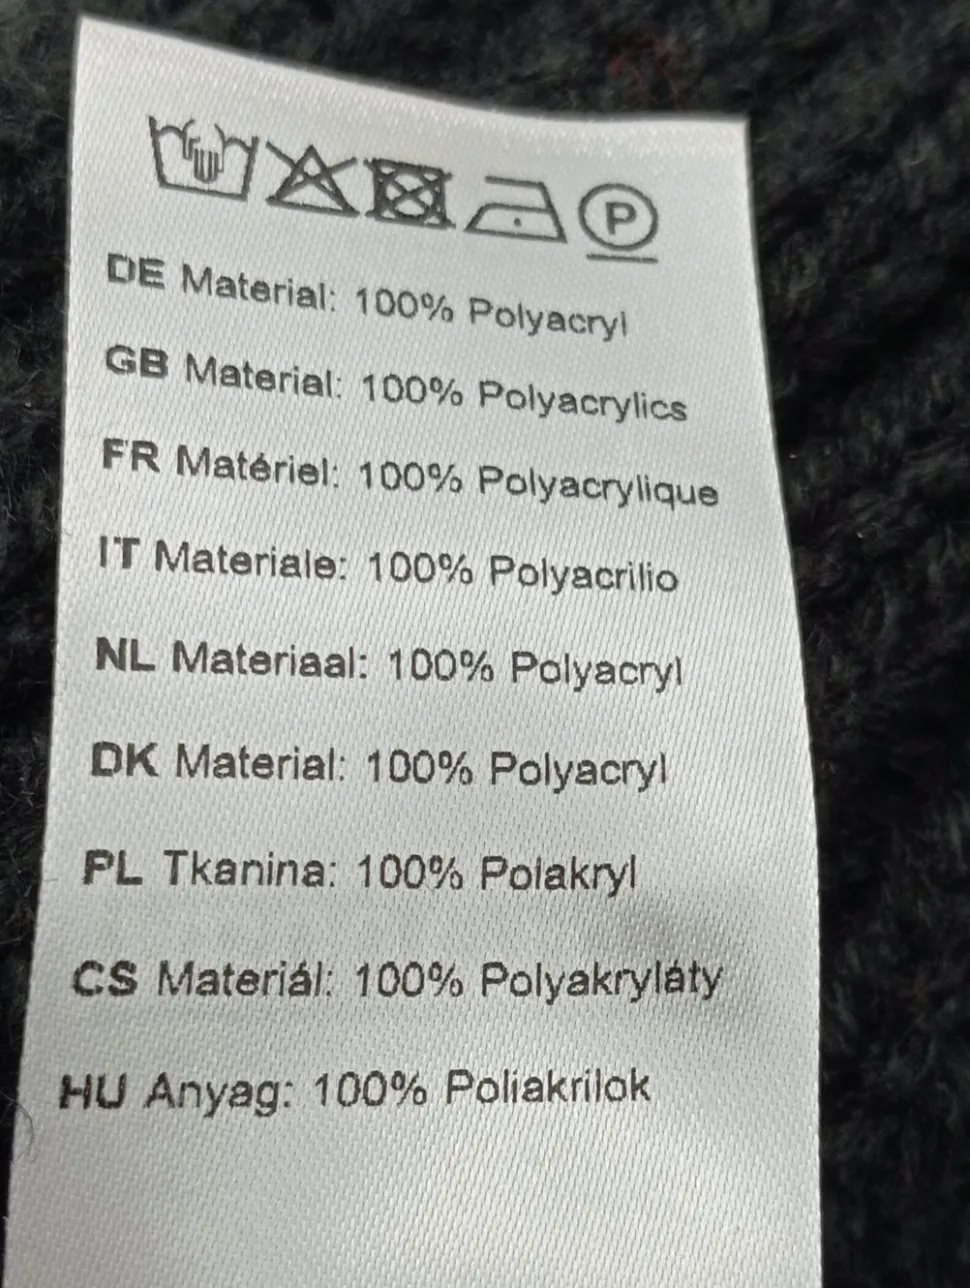 P
DE Material: 100% Polyacryl
GB Material: 100% Polyacrylics
FR Matériel: 100% Polyacrylique
IT Materiale: 100% Polyacrilio
NL Materiaal: 100% Polyacryl
DK Material: 100% Polyacryl
PL Tkanina: 100% Polakryl
CS Materiál: 100% Polyakryláty
HU Anyag: 100% Poliakrilok